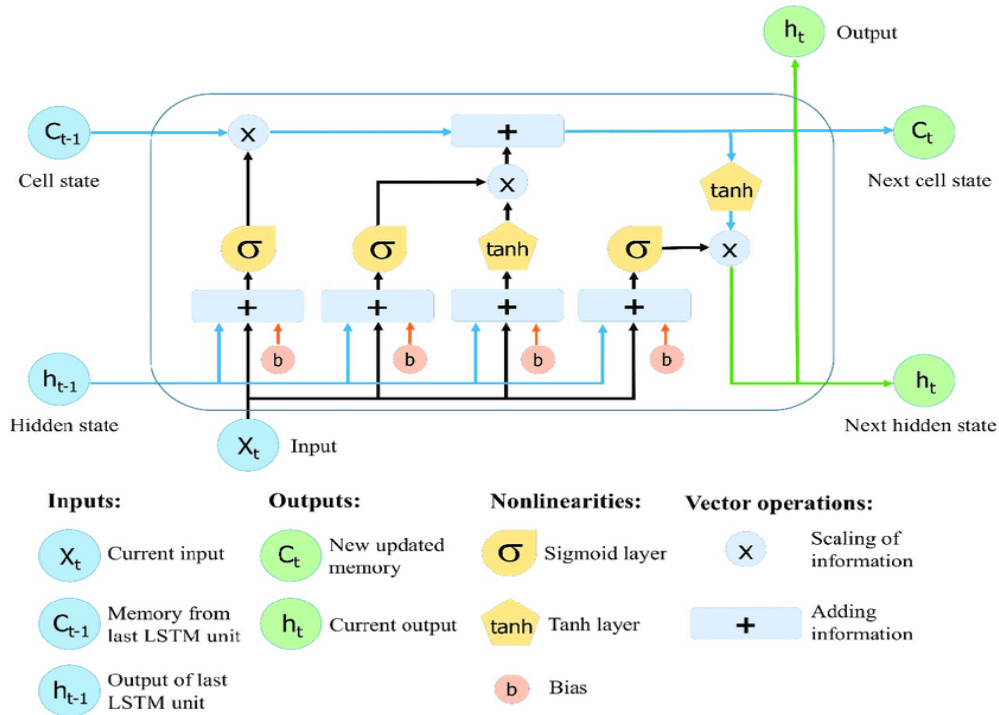 hₜ Output
Cₜ₋₁ x + Cₜ
Cell state Next cell state
x tanh
σ σ tanh σ x
+ + + +
b b b b
hₜ₋₁ hₜ
Hidden state Next hidden state
Xₜ Input
Inputs: Outputs: Nonlinearities: Vector operations:
Xₜ Current input
Cₜ₋₁ Memory from
last LSTM unit
hₜ₋₁ Output of last
LSTM unit
Cₜ New updated
memory
hₜ Current output
σ Sigmoid layer
tanh Tanh layer
b Bias
x Scaling of
information
+ Adding
information